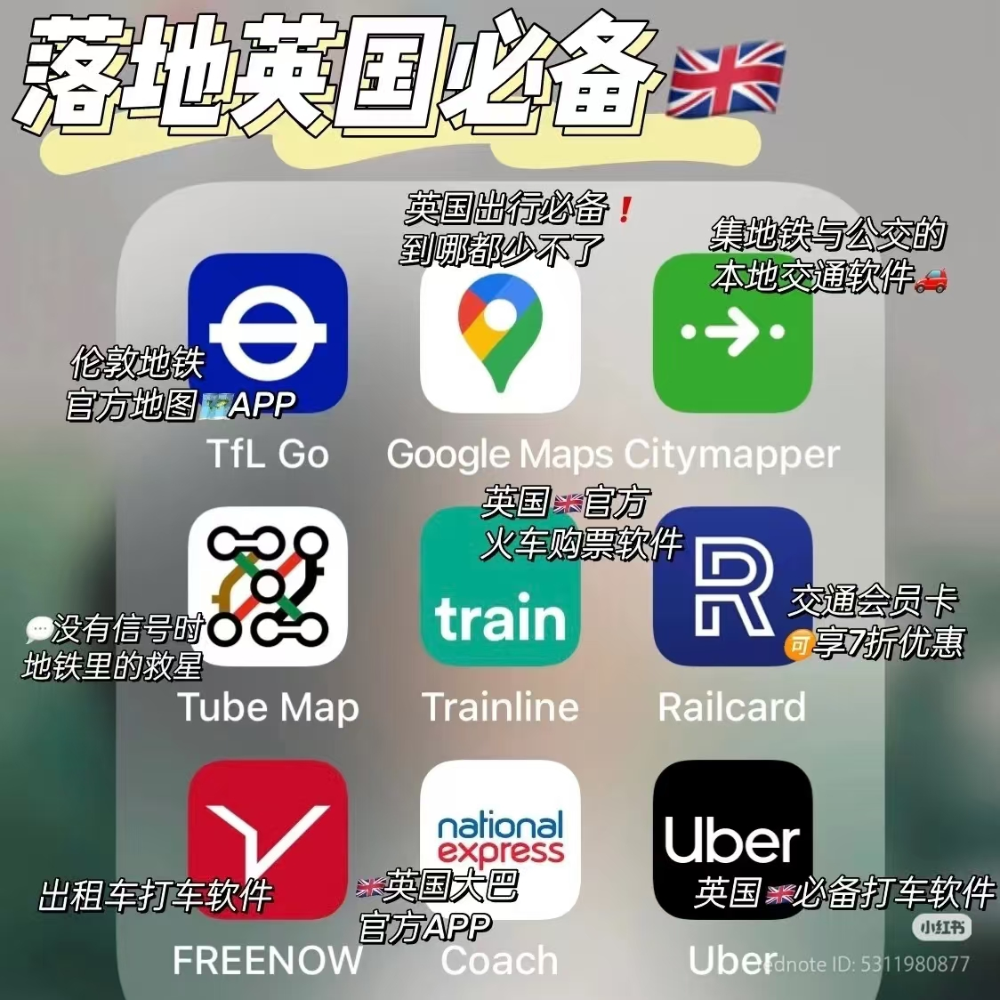 落地英国必备
英国出行必备
到哪都少不了
集地铁与公交的
本地交通软件
伦敦地铁
官方地图APP
TfL Go
Google Maps
Citymapper
英国官方
火车购票软件
train
没有信号时
地铁里的救星
交通会员卡
可享7折优惠
Tube Map
Trainline
Railcard
national
express
Uber
出租车打车软件
英国大巴
官方APP
英国必备打车软件
小红书
FREENOW
Coach
Uber
rednote ID: 5311980877